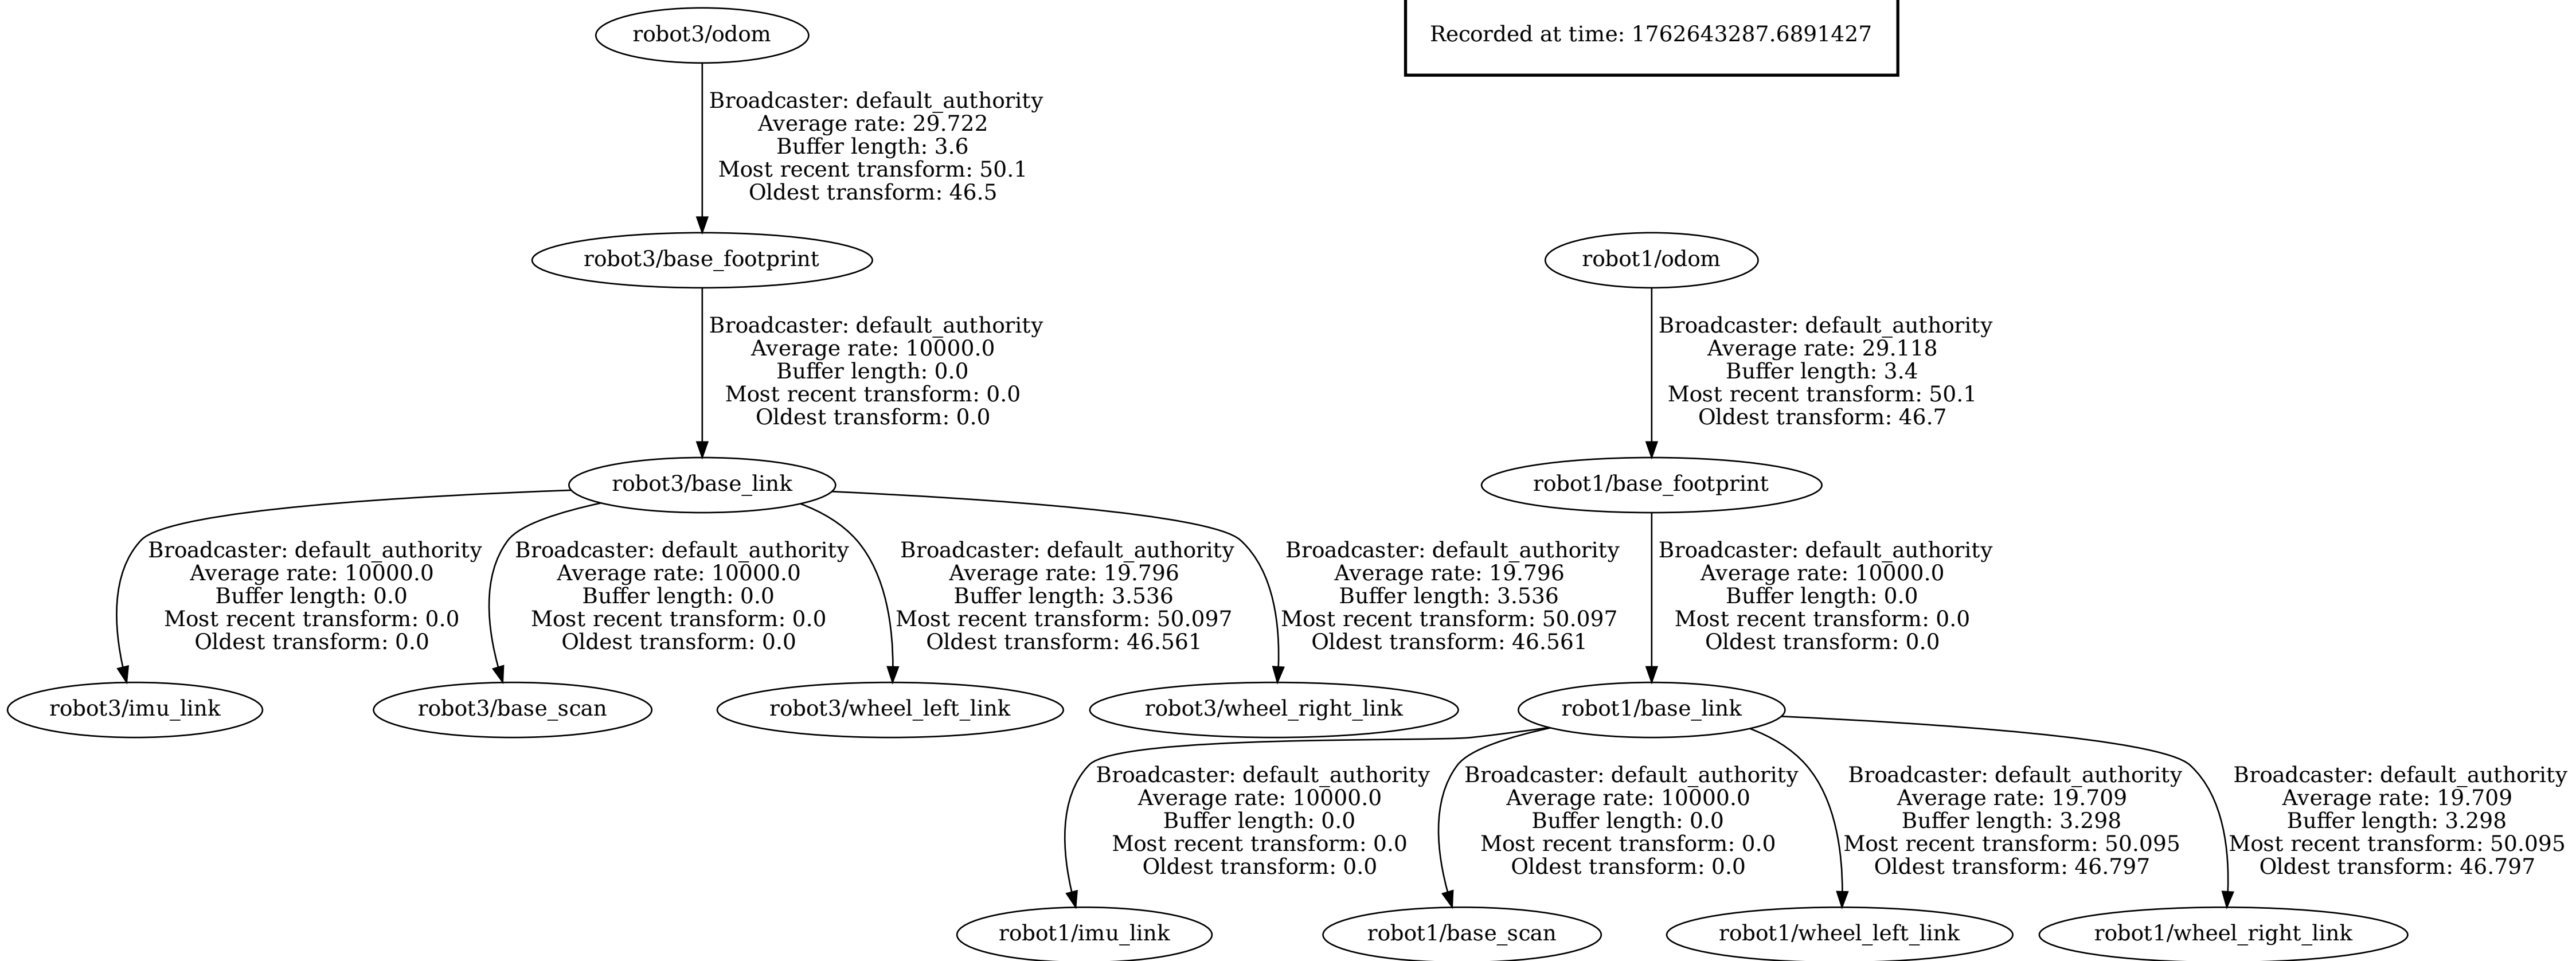 robot3/odom
Recorded at time: 1762643287.6891427
Broadcaster: default_authority
Average rate: 29.722
Buffer length: 3.6
Most recent transform: 50.1
Oldest transform: 46.5
robot3/base_footprint
robot1/odom
Broadcaster: default_authority
Average rate: 10000.0
Buffer length: 0.0
Most recent transform: 0.0
Oldest transform: 0.0
Broadcaster: default_authority
Average rate: 29.118
Buffer length: 3.4
Most recent transform: 50.1
Oldest transform: 46.7
robot3/base_link
robot1/base_footprint
Broadcaster: default_authority
Average rate: 10000.0
Buffer length: 0.0
Most recent transform: 0.0
Oldest transform: 0.0
Broadcaster: default_authority
Average rate: 10000.0
Buffer length: 0.0
Most recent transform: 0.0
Oldest transform: 0.0
Broadcaster: default_authority
Average rate: 19.796
Buffer length: 3.536
Most recent transform: 50.097
Oldest transform: 46.561
Broadcaster: default_authority
Average rate: 19.796
Buffer length: 3.536
Most recent transform: 50.097
Oldest transform: 46.561
Broadcaster: default_authority
Average rate: 10000.0
Buffer length: 0.0
Most recent transform: 0.0
Oldest transform: 0.0
robot3/imu_link
robot3/base_scan
robot3/wheel_left_link
robot3/wheel_right_link
robot1/base_link
Broadcaster: default_authority
Average rate: 10000.0
Buffer length: 0.0
Most recent transform: 0.0
Oldest transform: 0.0
Broadcaster: default_authority
Average rate: 10000.0
Buffer length: 0.0
Most recent transform: 0.0
Oldest transform: 0.0
Broadcaster: default_authority
Average rate: 19.709
Buffer length: 3.298
Most recent transform: 50.095
Oldest transform: 46.797
Broadcaster: default_authority
Average rate: 19.709
Buffer length: 3.298
Most recent transform: 50.095
Oldest transform: 46.797
robot1/imu_link
robot1/base_scan
robot1/wheel_left_link
robot1/wheel_right_link